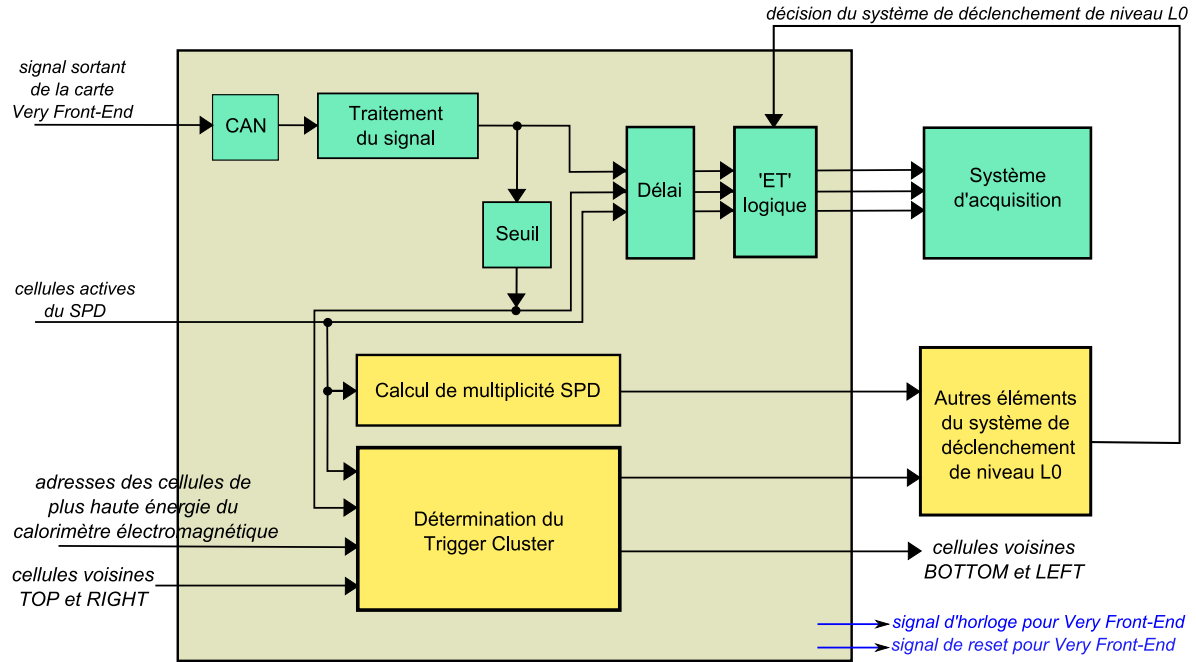 décision du système de déclenchement de niveau L0
signal sortant
de la carte
Very Front-End
CAN
Traitement
du signal
Délai
'ET'
logique
Système
d'acquisition
Seuil
cellules actives
du SPD
Calcul de multiplicité SPD
Autres éléments
du système de
déclenchement
de niveau L0
adresses des cellules de
plus haute énergie du
calorimètre électromagnétique
Détermination du
Trigger Cluster
cellules voisines
TOP et RIGHT
cellules voisines
BOTTOM et LEFT
signal d'horloge pour Very Front-End
signal de reset pour Very Front-End